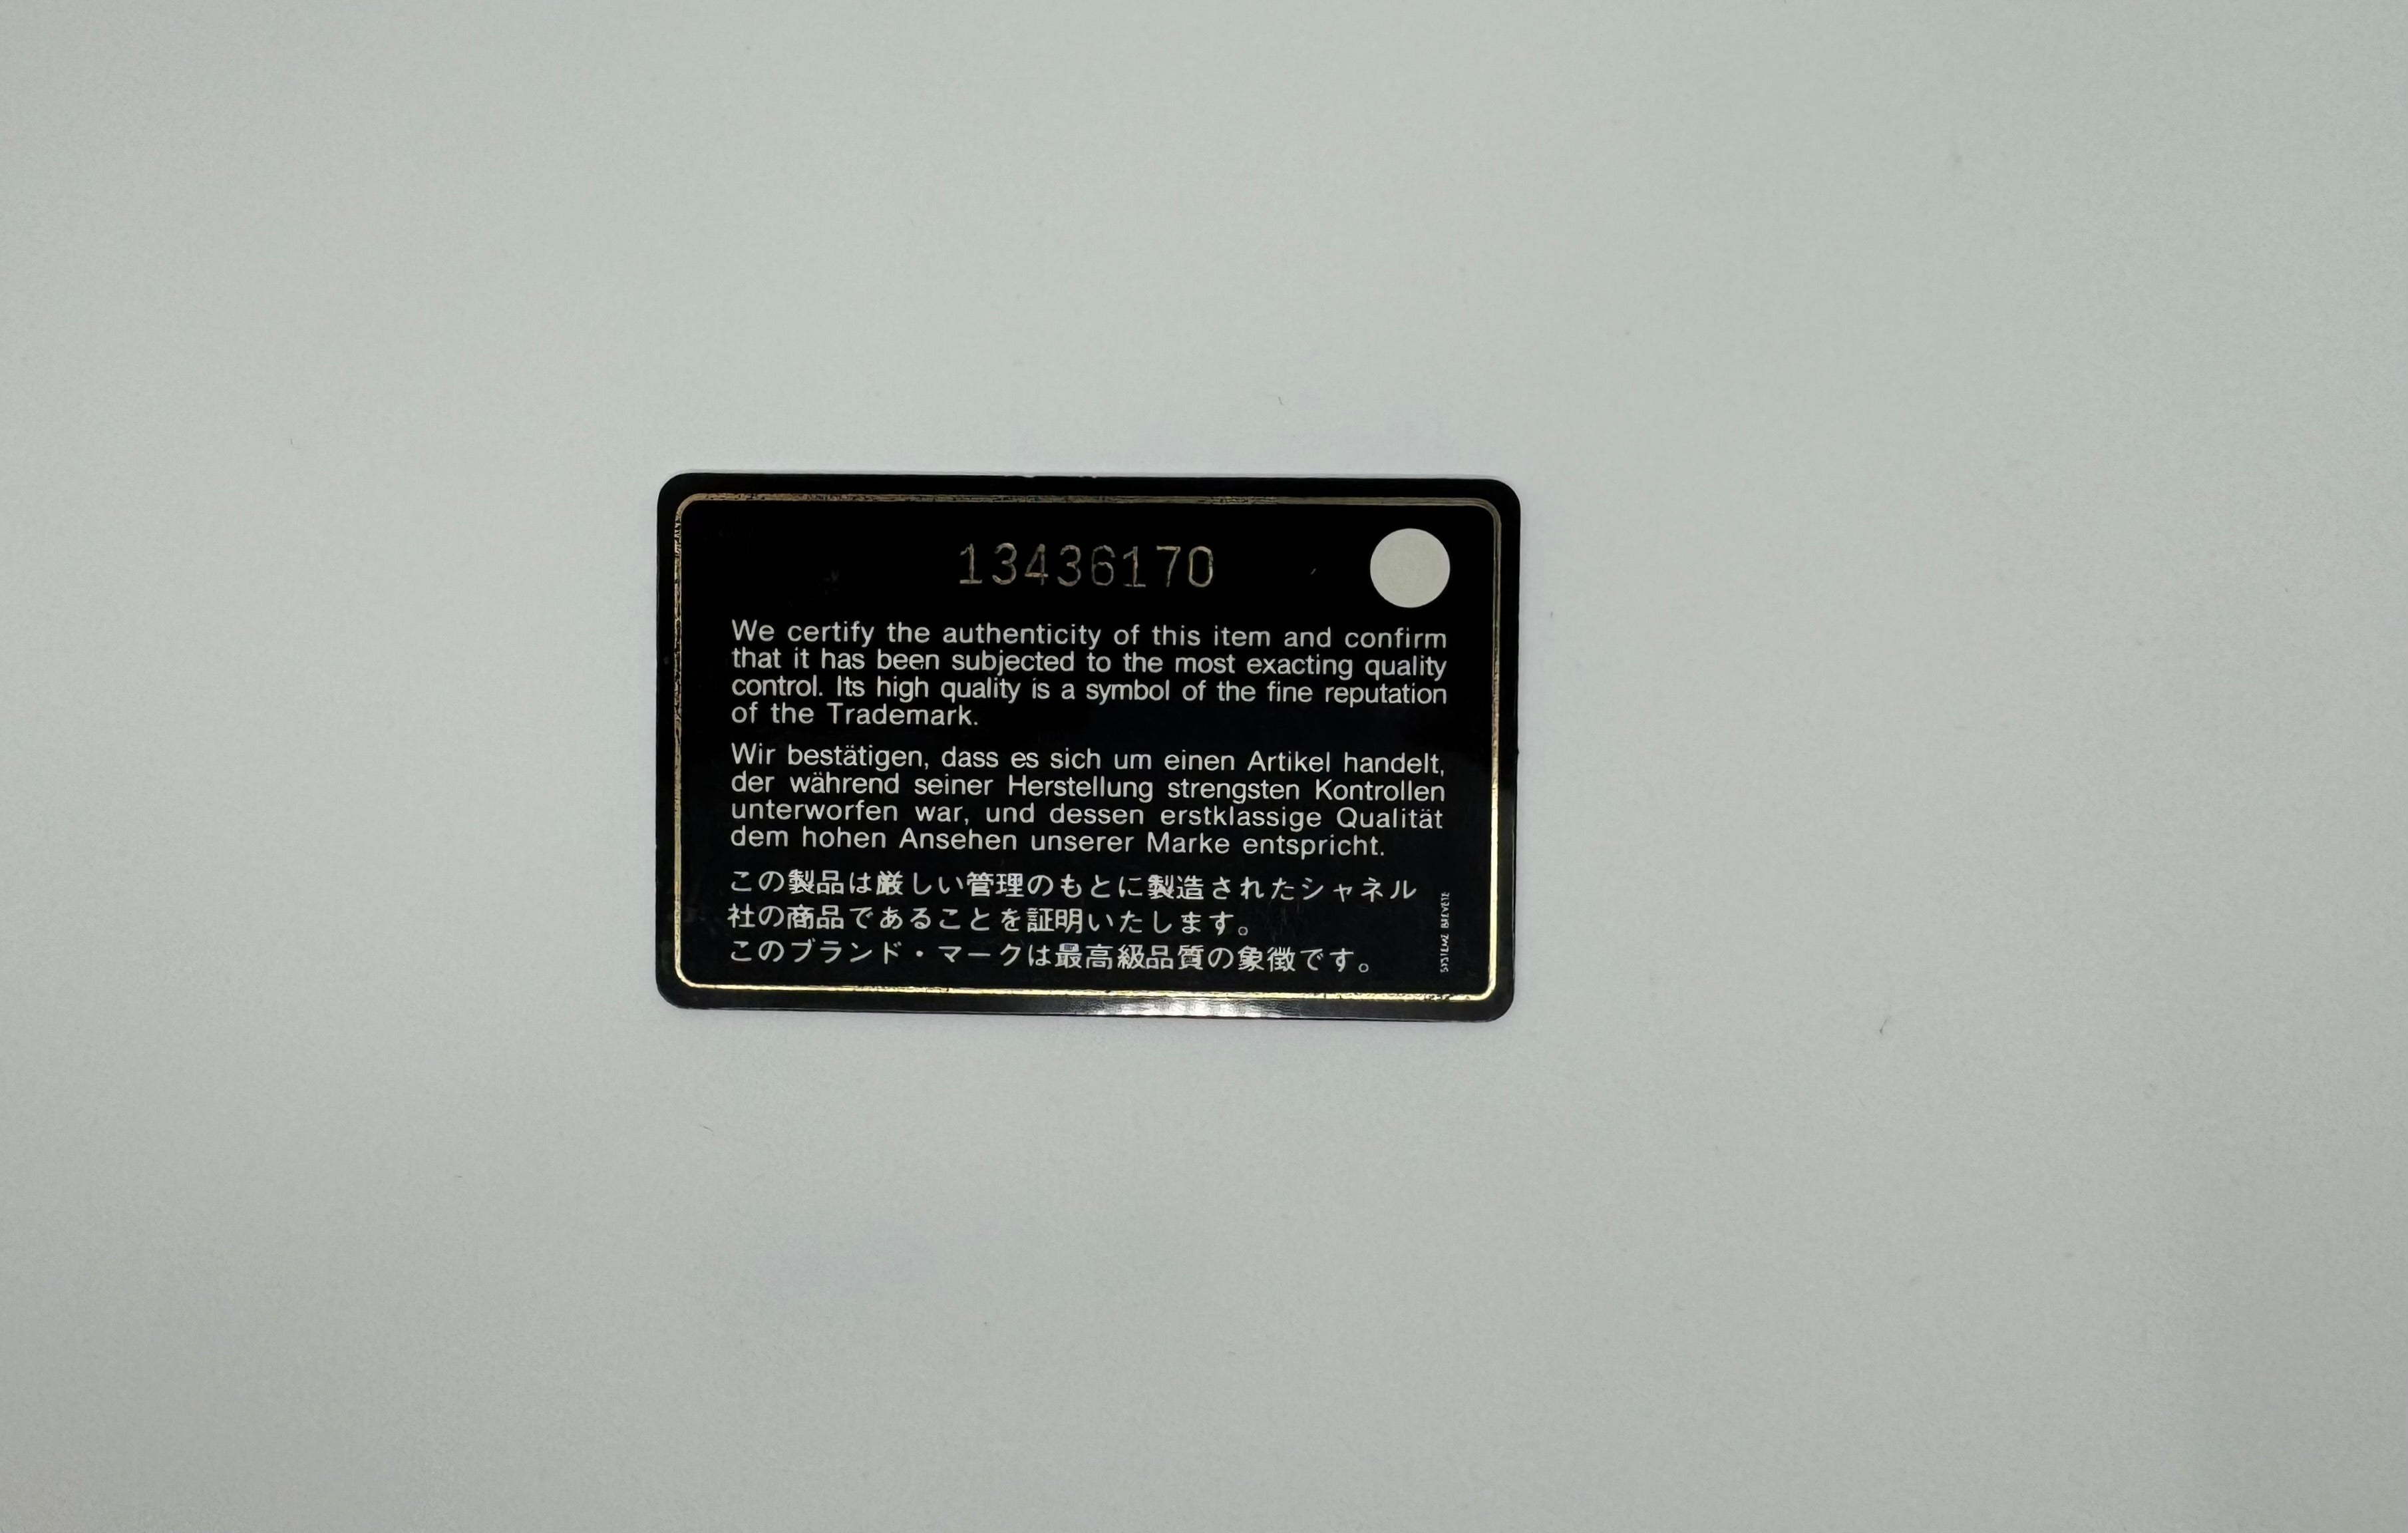 13436170
We certify the authenticity of this item and confirm
that it has been subjected to the most exacting quality
control. Its high quality is a symbol of the fine reputation
of the Trademark.
Wir bestätigen, dass es sich um einen Artikel handelt,
der während seiner Herstellung strengsten Kontrollen
unterworfen war, und dessen erstklassige Qualität
dem hohen Ansehen unserer Marke entspricht.
この製品は厳しい管理のもとに製造されたシャネル
社の商品であることを証明いたします。
このブランド・マークは最高級品質の象徴です。
SYSTEME BREVETE